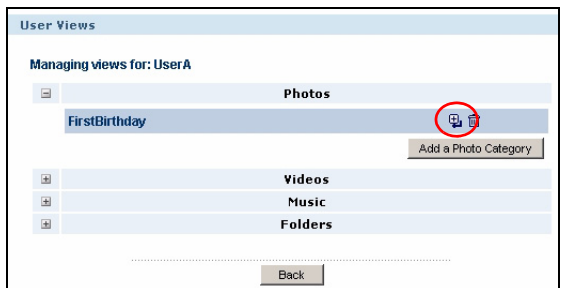 User Views
Managing views for: UserA
Photos
FirstBirthday
Add a Photo Category
Videos
Music
Folders
Back